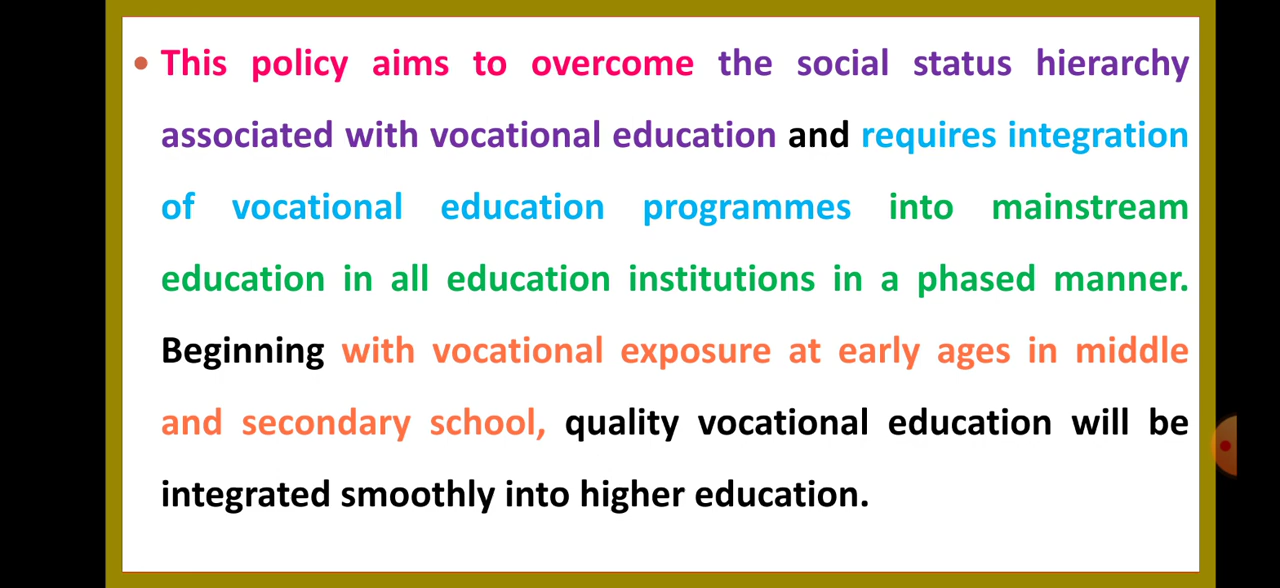 • This policy aims to overcome the social status hierarchy
associated with vocational education and requires integration
of vocational education programmes into mainstream
education in all education institutions in a phased manner.
Beginning with vocational exposure at early ages in middle
and secondary school, quality vocational education will be
integrated smoothly into higher education.